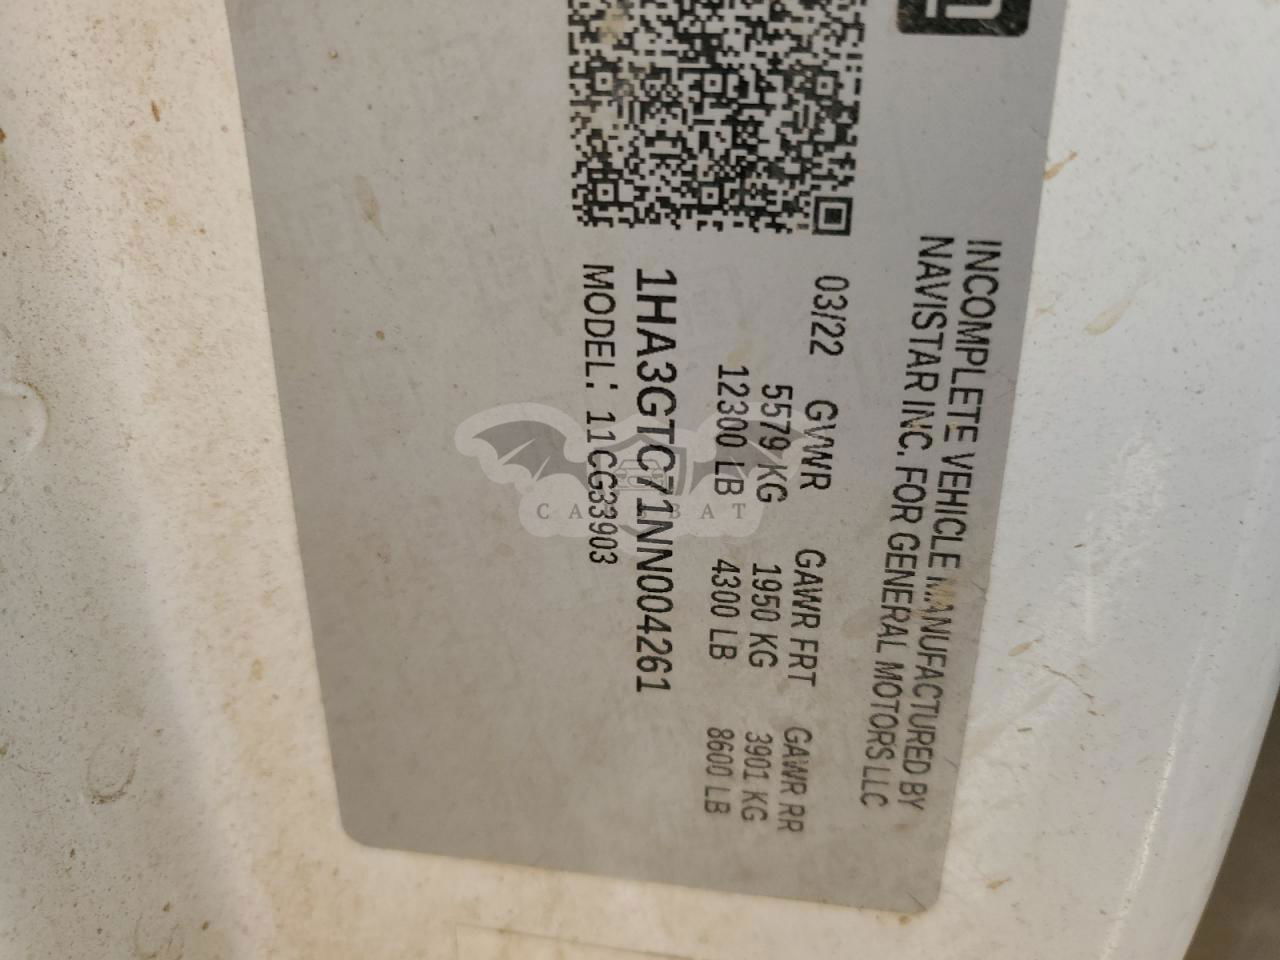 INCOMPLETE VEHICLE MANUFACTURED BY
NAVISTAR INC. FOR GENERAL MOTORS LLC
03/22 GVWR GAWR FRT GAWR RR
5579 KG 1950 KG 3901 KG
12300 LB 4300 LB 8600 LB
1HA3GTC71NN004261
MODEL: 11CG33903